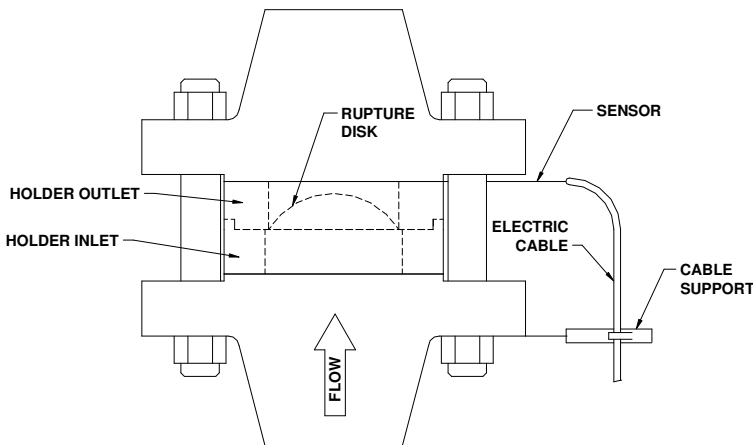 RUPTURE
DISK
SENSOR
HOLDER OUTLET
HOLDER INLET
ELECTRIC
CABLE
CABLE
SUPPORT
FLOW